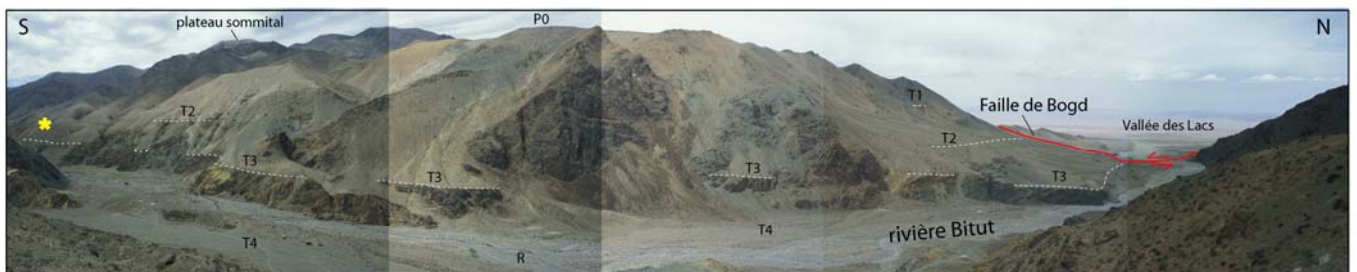 S
P0
N
plateau sommital
T2
T1
Faille de Bogd
Vallée des Lacs
T2
T3
T3
T3
T3
T4
T4
rivière Bitut
R